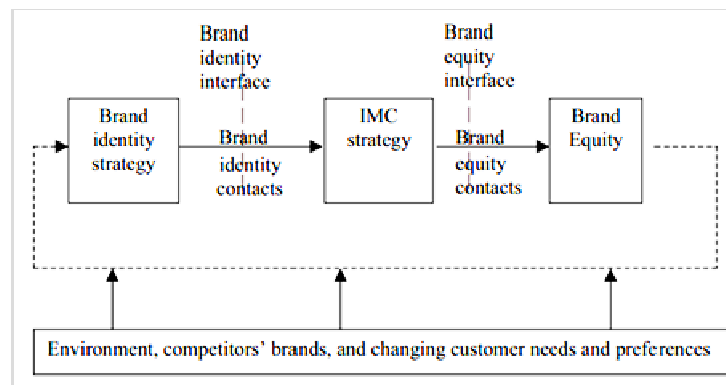 Brand
identity
interface
Brand
equity
interface
Brand
identity
strategy
Brand
identity
contacts
IMC
strategy
Brand
equity
contacts
Brand
Equity
Environment, competitors’ brands, and changing customer needs and preferences